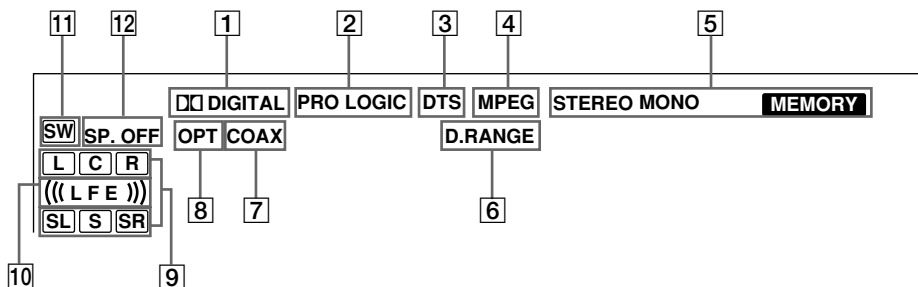 11 12 1 2 3 4 5
DIGITAL PRO LOGIC DTS MPEG STEREO MONO MEMORY
SW SP. OFF OPT COAX D.RANGE
L C R
((( L F E )))
8 7 6
SL S SR
10 9